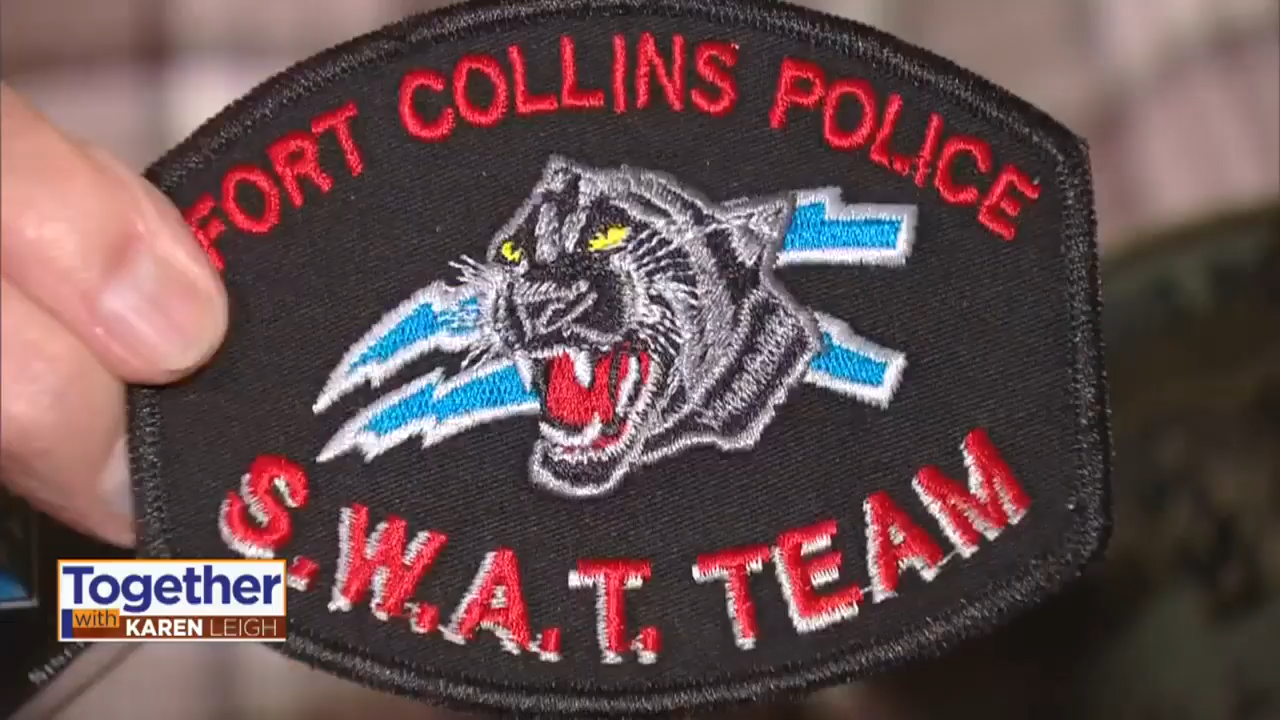 FORT COLLINS POLICE
S.W.A.T. TEAM
Together
with KAREN LEIGH